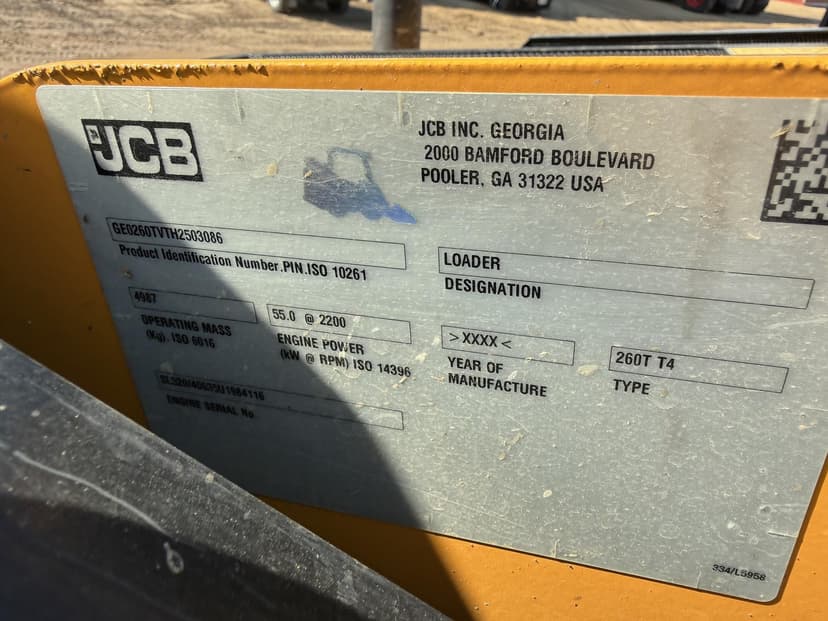 JCB
JCB INC. GEORGIA
2000 BAMFORD BOULEVARD
POOLER, GA 31322 USA
GEO260TVTH2503086
Product Identification Number.PIN.ISO 10261
LOADER
DESIGNATION
4987
OPERATING MASS
(Kg). ISO 6016
55.0 @ 2200
ENGINE POWER
(kW @ RPM) ISO 14396
>XXXX<
YEAR OF
MANUFACTURE
260T T4
TYPE
ENGINE SERIAL No
334/L5958